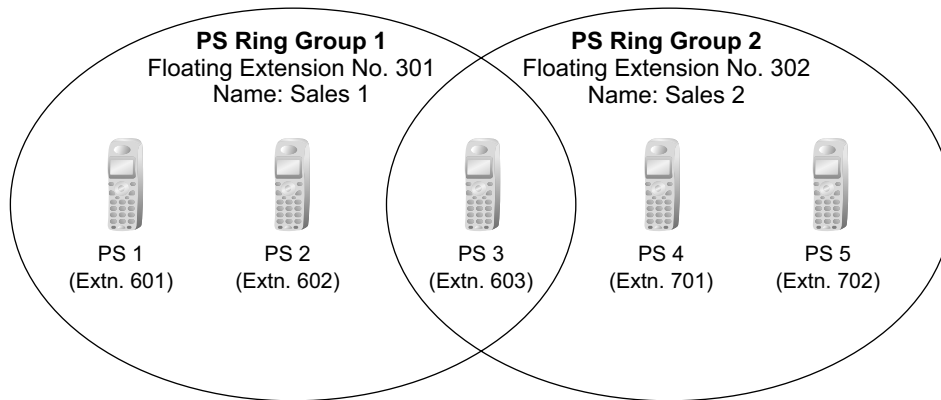 PS Ring Group 1
Floating Extension No. 301
Name: Sales 1
PS Ring Group 2
Floating Extension No. 302
Name: Sales 2
PS 1
(Extn. 601)
PS 2
(Extn. 602)
PS 3
(Extn. 603)
PS 4
(Extn. 701)
PS 5
(Extn. 702)